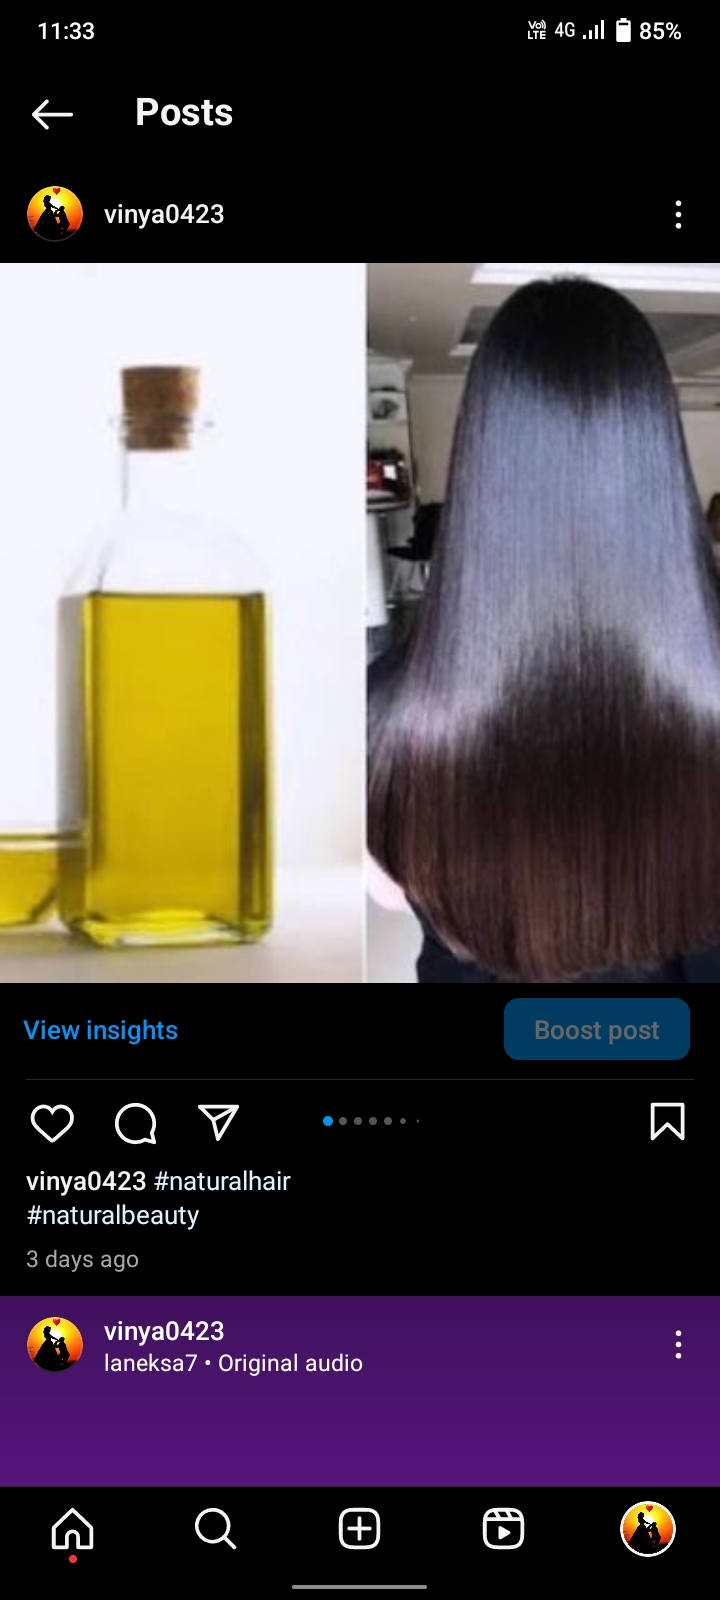 11:33
Vo) LTE 4G 85%
Posts
vinya0423
View insights
Boost post
vinya0423 #naturalhair
#naturalbeauty
3 days ago
vinya0423
laneksa7 • Original audio